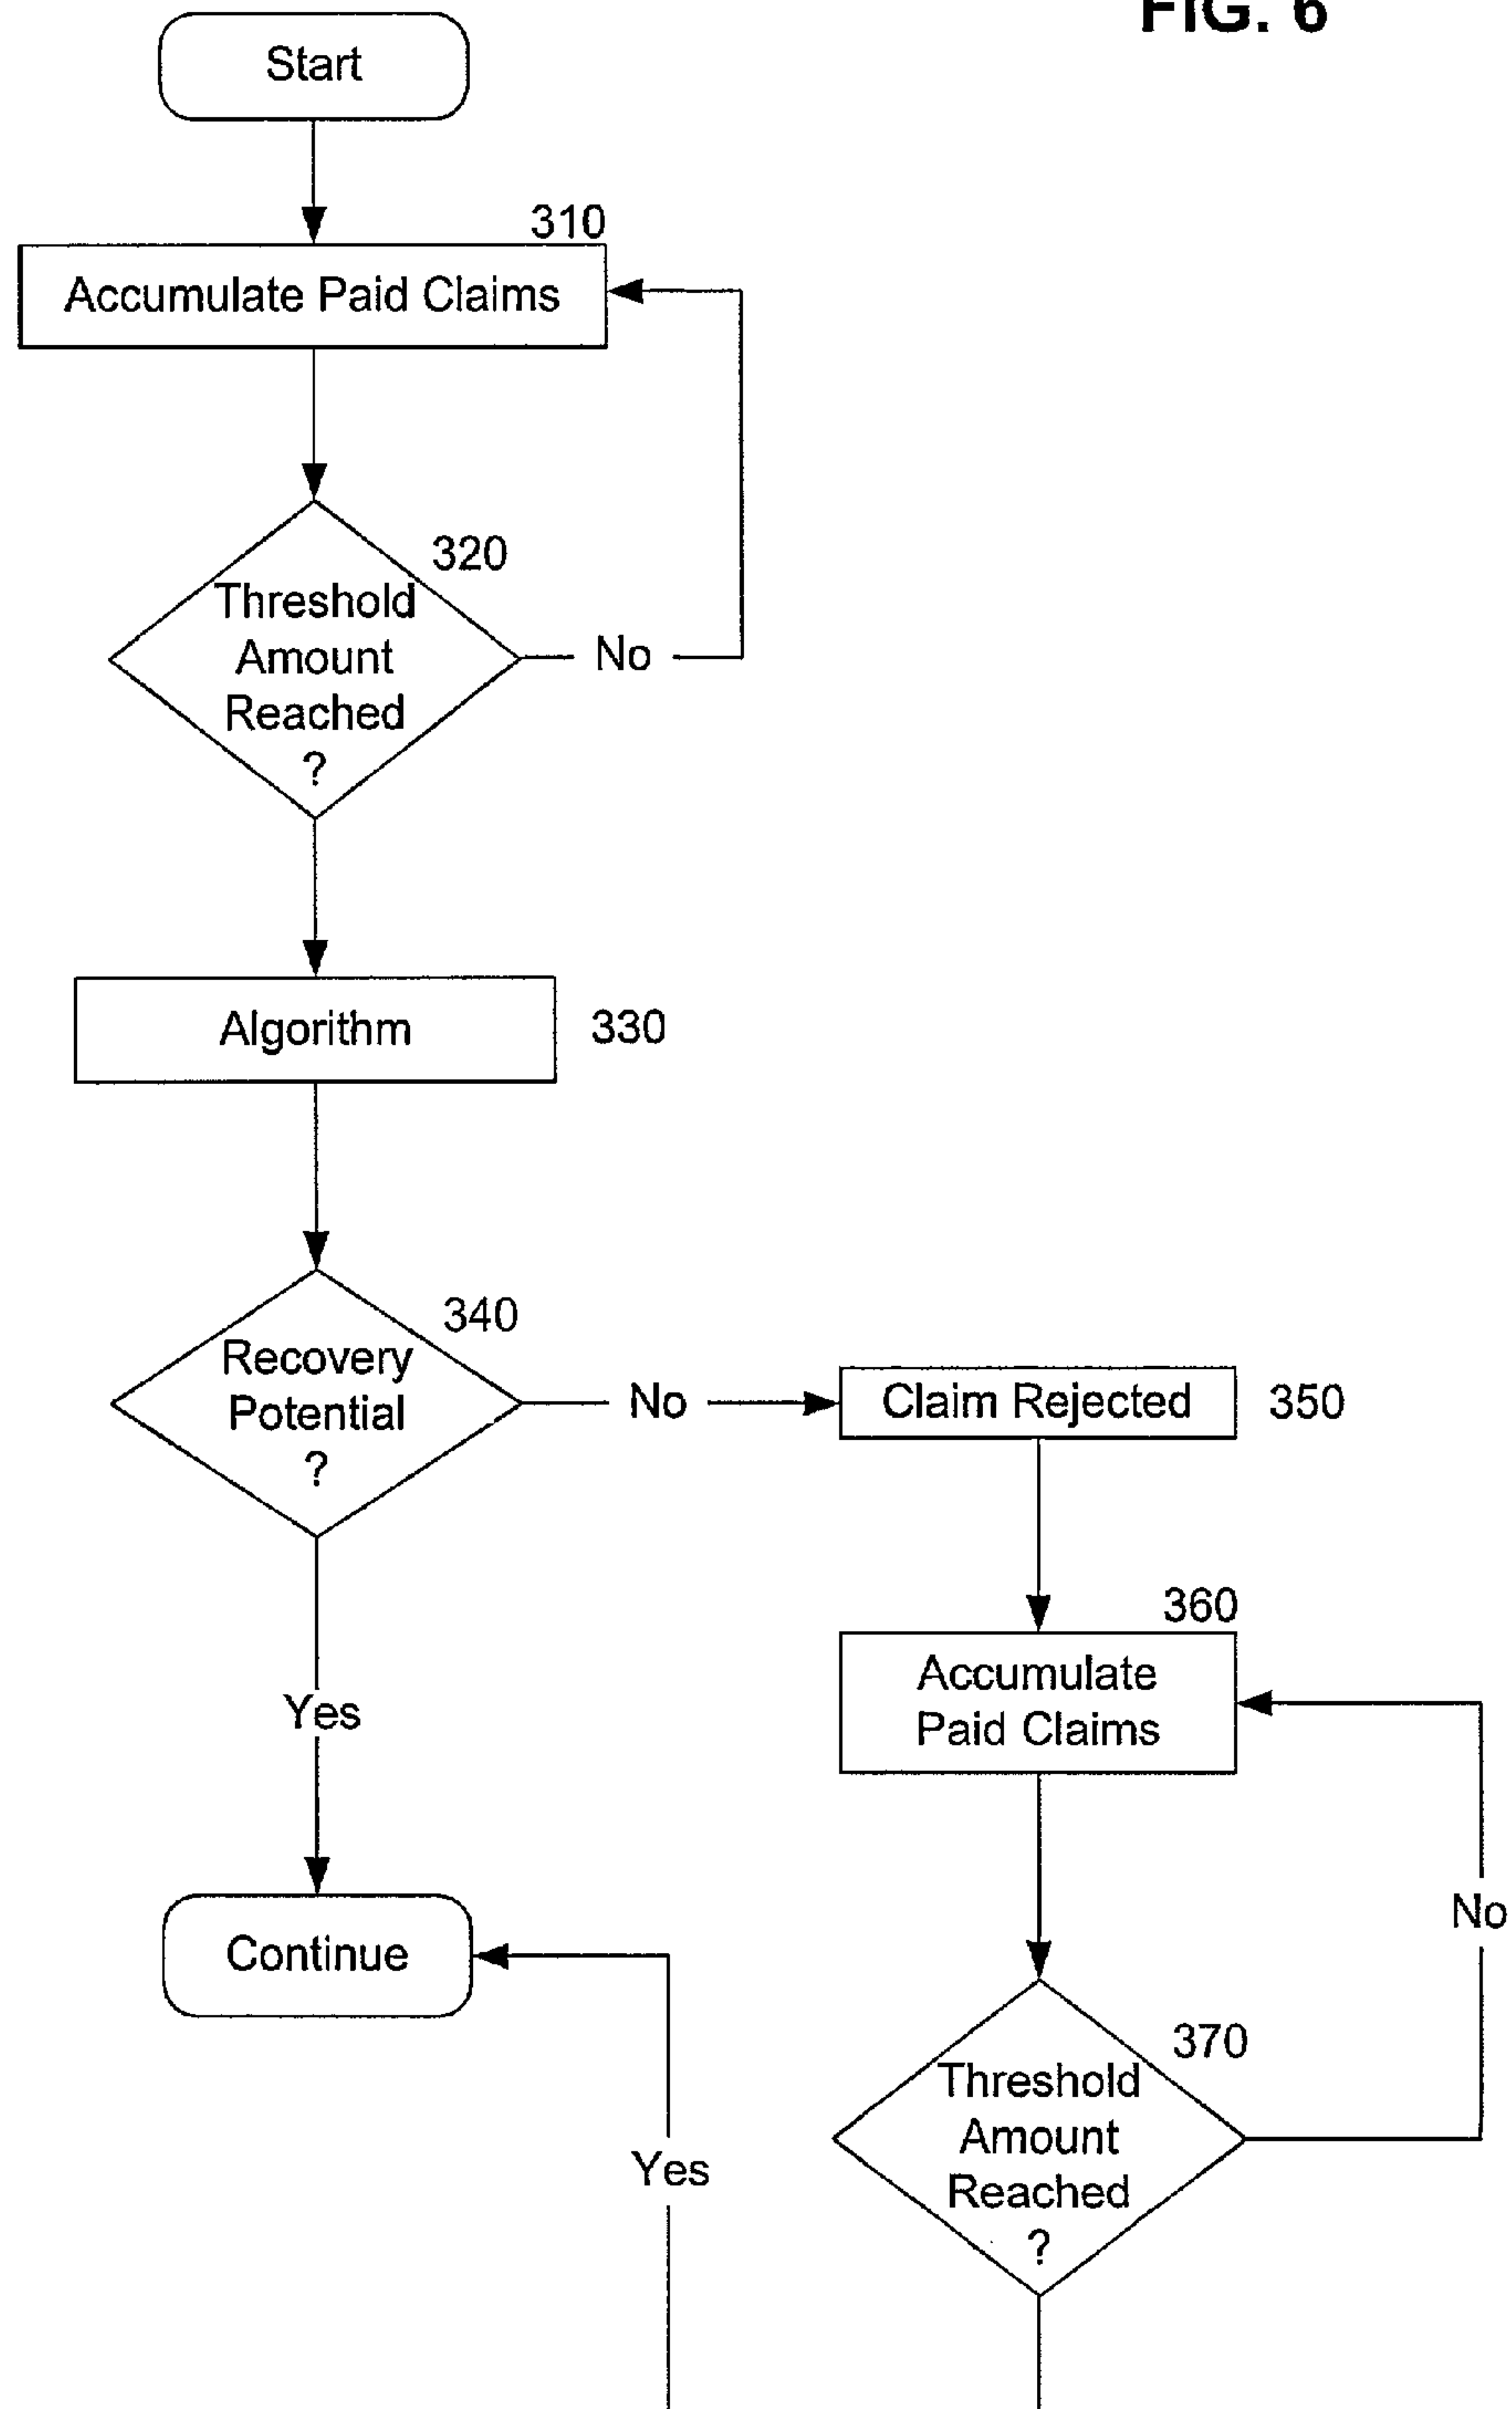 FIG. 6
Start
310
Accumulate Paid Claims
320
Threshold
Amount
Reached
?
No
Algorithm
330
340
Recovery
Potential
?
No
Claim Rejected
350
360
Accumulate
Paid Claims
Yes
No
Continue
370
Threshold
Amount
Reached
?
Yes